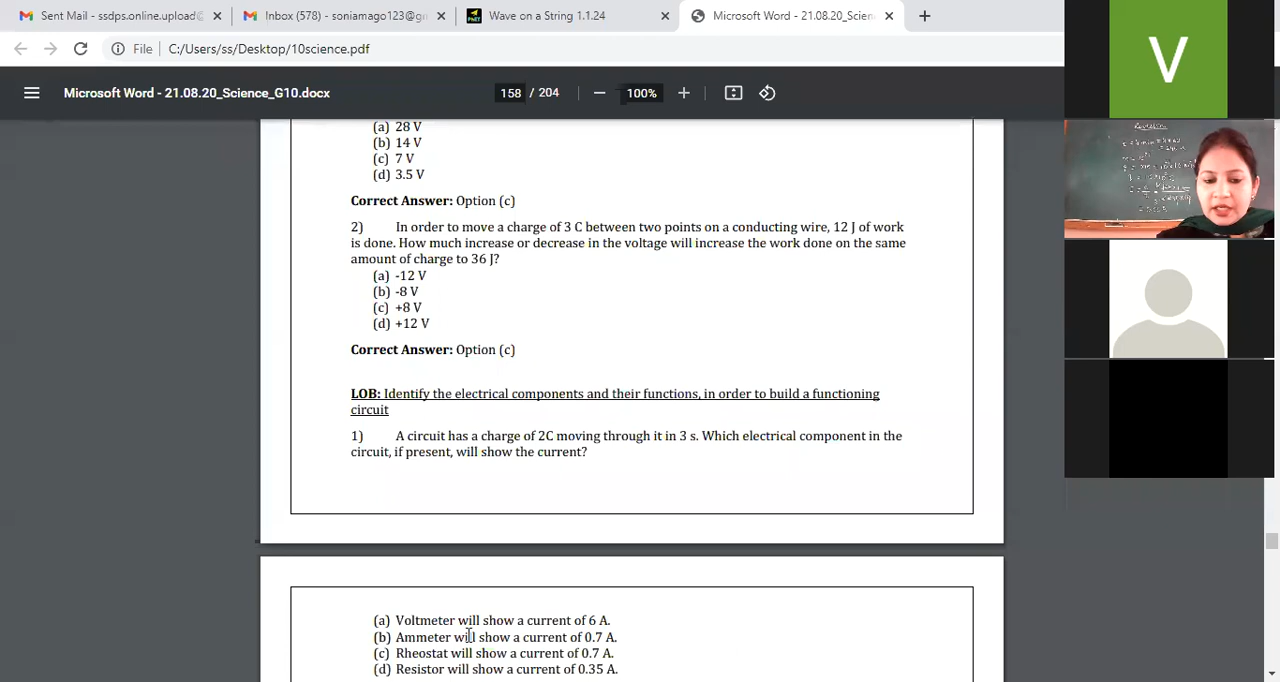 Sent Mail - ssdps.online.upload@
Inbox (578) - soniamago123@gm
Wave on a String 1.1.24
Microsoft Word - 21.08.20_Scien
File
C:/Users/ss/Desktop/10science.pdf
Microsoft Word - 21.08.20_Science_G10.docx
158 / 204
100%
V
Revision
(a) 28 V
(b) 14 V
(c) 7 V
(d) 3.5 V
Correct Answer: Option (c)
2) In order to move a charge of 3 C between two points on a conducting wire, 12 J of work
is done. How much increase or decrease in the voltage will increase the work done on the same
amount of charge to 36 J?
(a) -12 V
(b) -8 V
(c) +8 V
(d) +12 V
Correct Answer: Option (c)
LOB: Identify the electrical components and their functions, in order to build a functioning
circuit
1) A circuit has a charge of 2C moving through it in 3 s. Which electrical component in the
circuit, if present, will show the current?
(a) Voltmeter will show a current of 6 A.
(b) Ammeter will show a current of 0.7 A.
(c) Rheostat will show a current of 0.7 A.
(d) Resistor will show a current of 0.35 A.